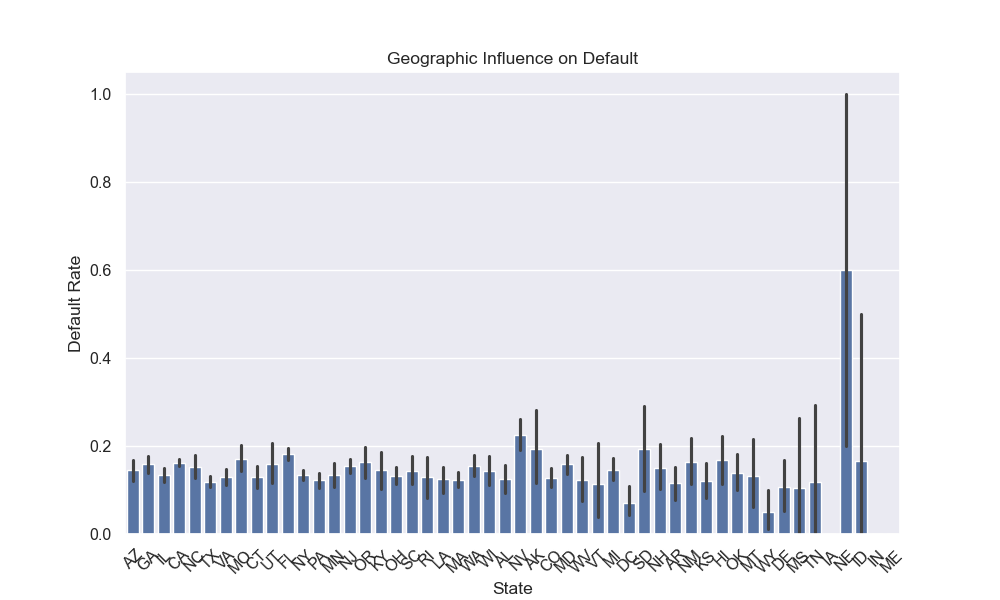 Geographic Influence on Default
Default Rate
1.0
0.8
0.6
0.4
0.2
0.0
AZ
GA
IL
CA
NC
TX
VA
MO
CT
UT
FL
NY
PA
MN
NJ
OR
KY
OH
SC
RI
LA
MA
WA
WI
AL
NV
AK
CO
MD
WV
VT
MI
DC
SD
NH
AR
NM
KS
HI
OK
MT
WY
DE
MS
TN
IA
NE
ID
IN
ME
State